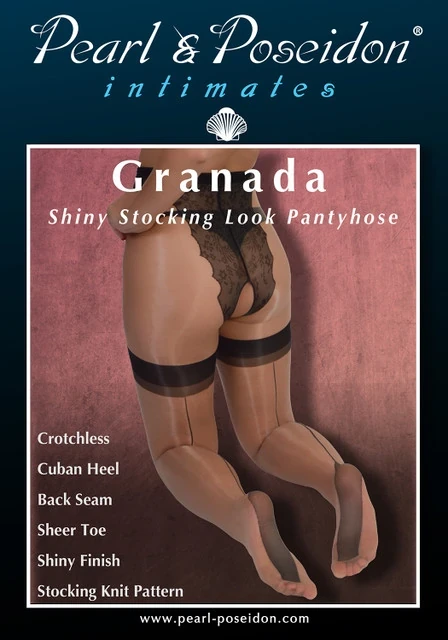 Pearl & Poseidon®
intimates
Granada
Shiny Stocking Look Pantyhose
Crotchless
Cuban Heel
Back Seam
Sheer Toe
Shiny Finish
Stocking Knit Pattern
www.pearl-poseidon.com